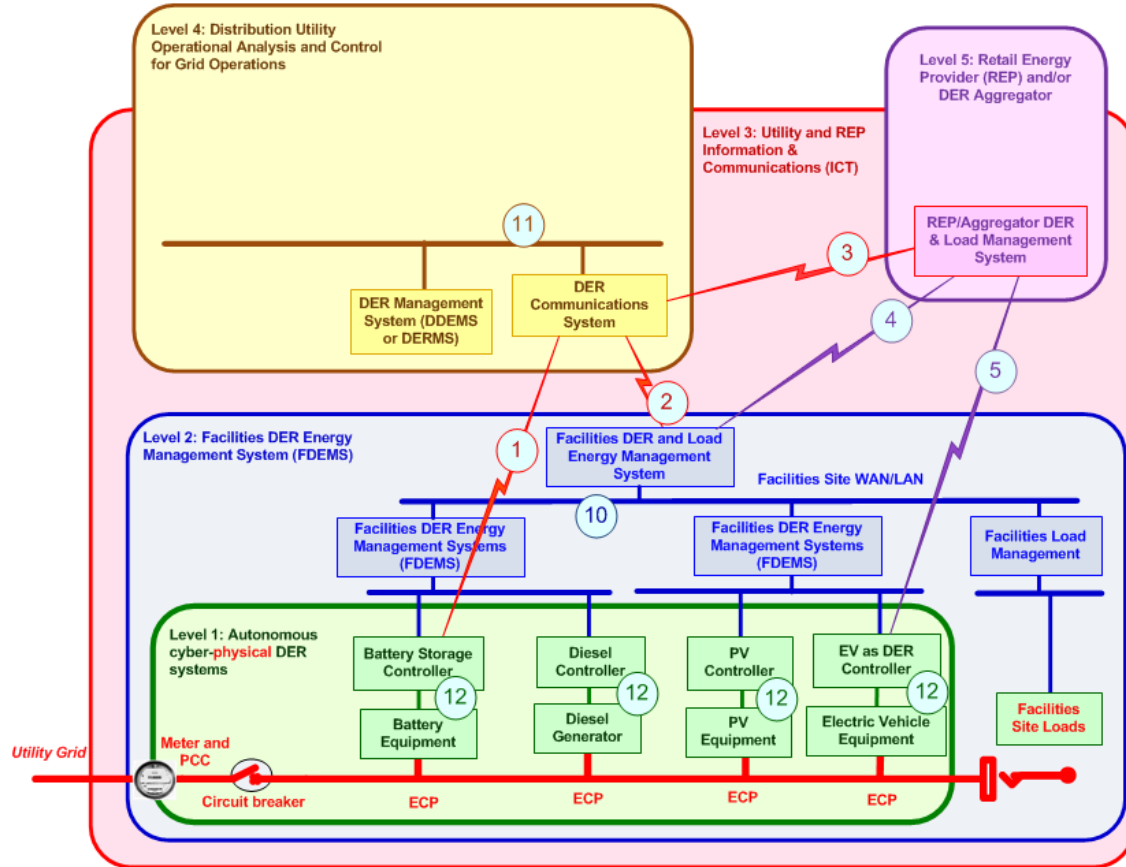 Level 4: Distribution Utility
Operational Analysis and Control
for Grid Operations
Level 5: Retail Energy
Provider (REP) and/or
DER Aggregator
Level 3: Utility and REP
Information &
Communications (ICT)
11
REP/Aggregator DER
& Load Management
System
3
DER Management
System (DDEMS
or DERMS)
DER
Communications
System
4
5
2
1
Level 2: Facilities DER Energy
Management System (FDEMS)
Facilities DER and Load
Energy Management
System
Facilities Site WAN/LAN
10
Facilities DER Energy
Management Systems
(FDEMS)
Facilities DER Energy
Management Systems
(FDEMS)
Facilities Load
Management
Level 1: Autonomous
cyber-physical DER
systems
Battery Storage
Controller
Diesel
Controller
PV
Controller
EV as DER
Controller
12
12
12
12
Battery
Equipment
Diesel
Generator
PV
Equipment
Electric Vehicle
Equipment
Facilities
Site Loads
Utility Grid
Meter and
PCC
Circuit breaker
ECP
ECP
ECP
ECP